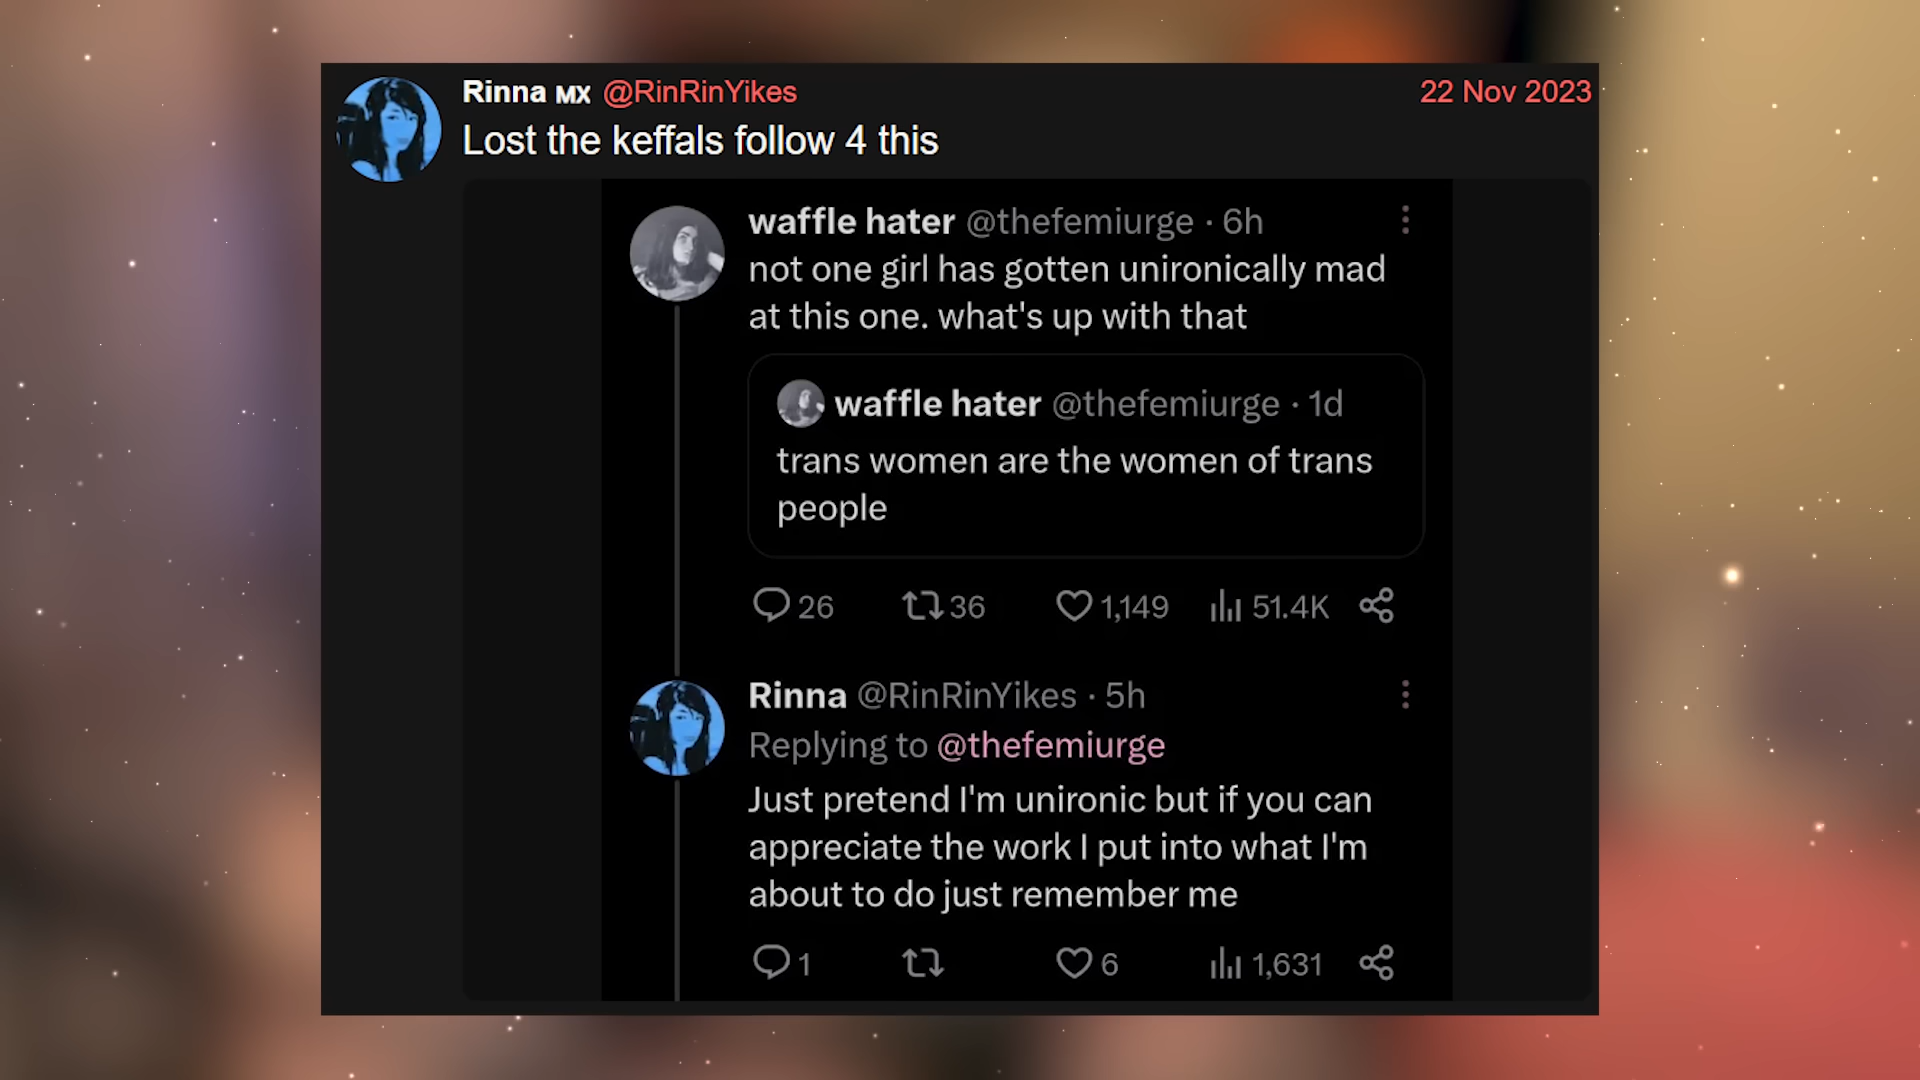 Rinna MX @RinRinYikes 22 Nov 2023
Lost the keffals follow 4 this
waffle hater @thefemiurge · 6h
not one girl has gotten unironically mad
at this one. what's up with that
waffle hater @thefemiurge · 1d
trans women are the women of trans
people
26 36 1,149 51.4K
Rinna @RinRinYikes · 5h
Replying to @thefemiurge
Just pretend I'm unironic but if you can
appreciate the work I put into what I'm
about to do just remember me
1 6 1,631